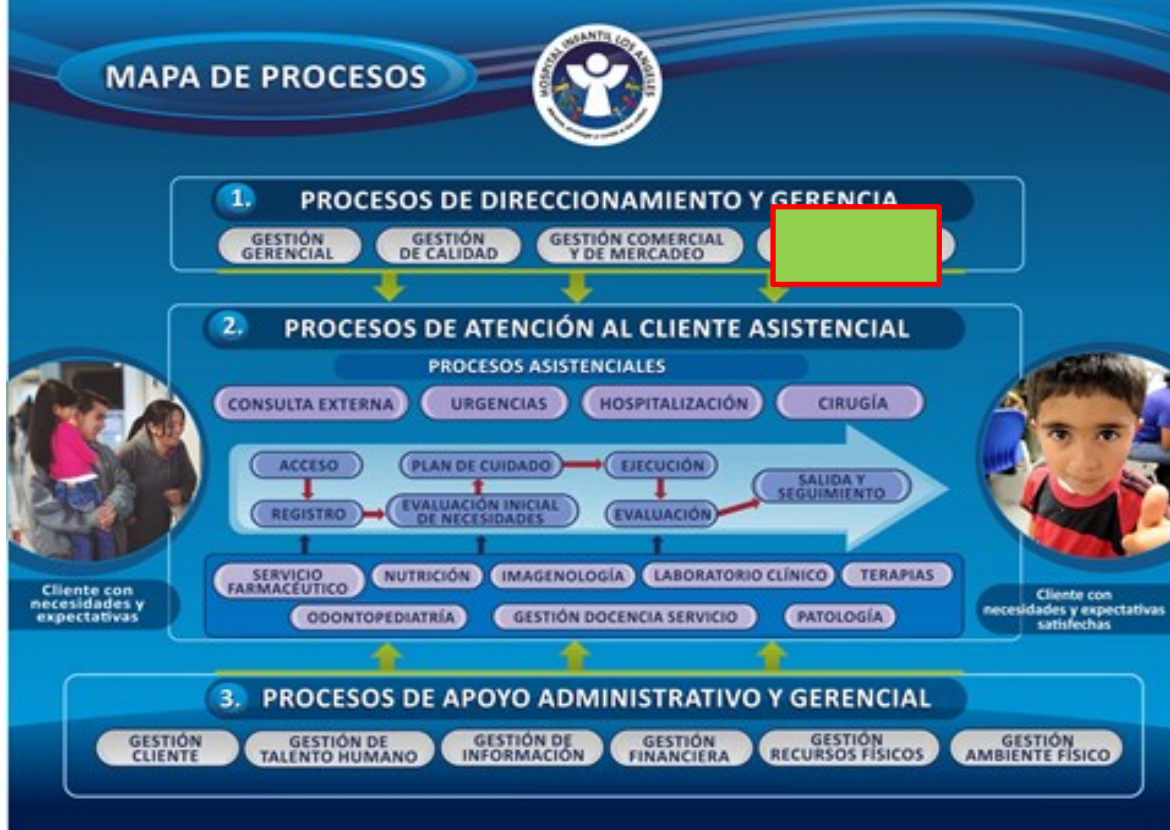 MAPA DE PROCESOS
HOSPITAL INFANTIL LOS ANGELES
1. PROCESOS DE DIRECCIONAMIENTO Y GERENCIA
GESTIÓN
GERENCIAL
GESTIÓN
DE CALIDAD
GESTIÓN COMERCIAL
Y DE MERCADEO
2. PROCESOS DE ATENCIÓN AL CLIENTE ASISTENCIAL
PROCESOS ASISTENCIALES
CONSULTA EXTERNA
URGENCIAS
HOSPITALIZACIÓN
CIRUGÍA
ACCESO
PLAN DE CUIDADO
EJECUCIÓN
SALIDA Y
SEGUIMIENTO
REGISTRO
EVALUACIÓN INICIAL
DE NECESIDADES
EVALUACIÓN
SERVICIO
FARMACÉUTICO
NUTRICIÓN
IMAGENOLOGÍA
LABORATORIO CLÍNICO
TERAPIAS
ODONTOPEDIATRÍA
GESTIÓN DOCENCIA SERVICIO
PATOLOGÍA
Cliente con
necesidades y
expectativas
Cliente con
necesidades y expectativas
satisfechas
3. PROCESOS DE APOYO ADMINISTRATIVO Y GERENCIAL
GESTIÓN
CLIENTE
GESTIÓN DE
TALENTO HUMANO
GESTIÓN DE
INFORMACIÓN
GESTIÓN
FINANCIERA
GESTIÓN
RECURSOS FÍSICOS
GESTIÓN
AMBIENTE FÍSICO